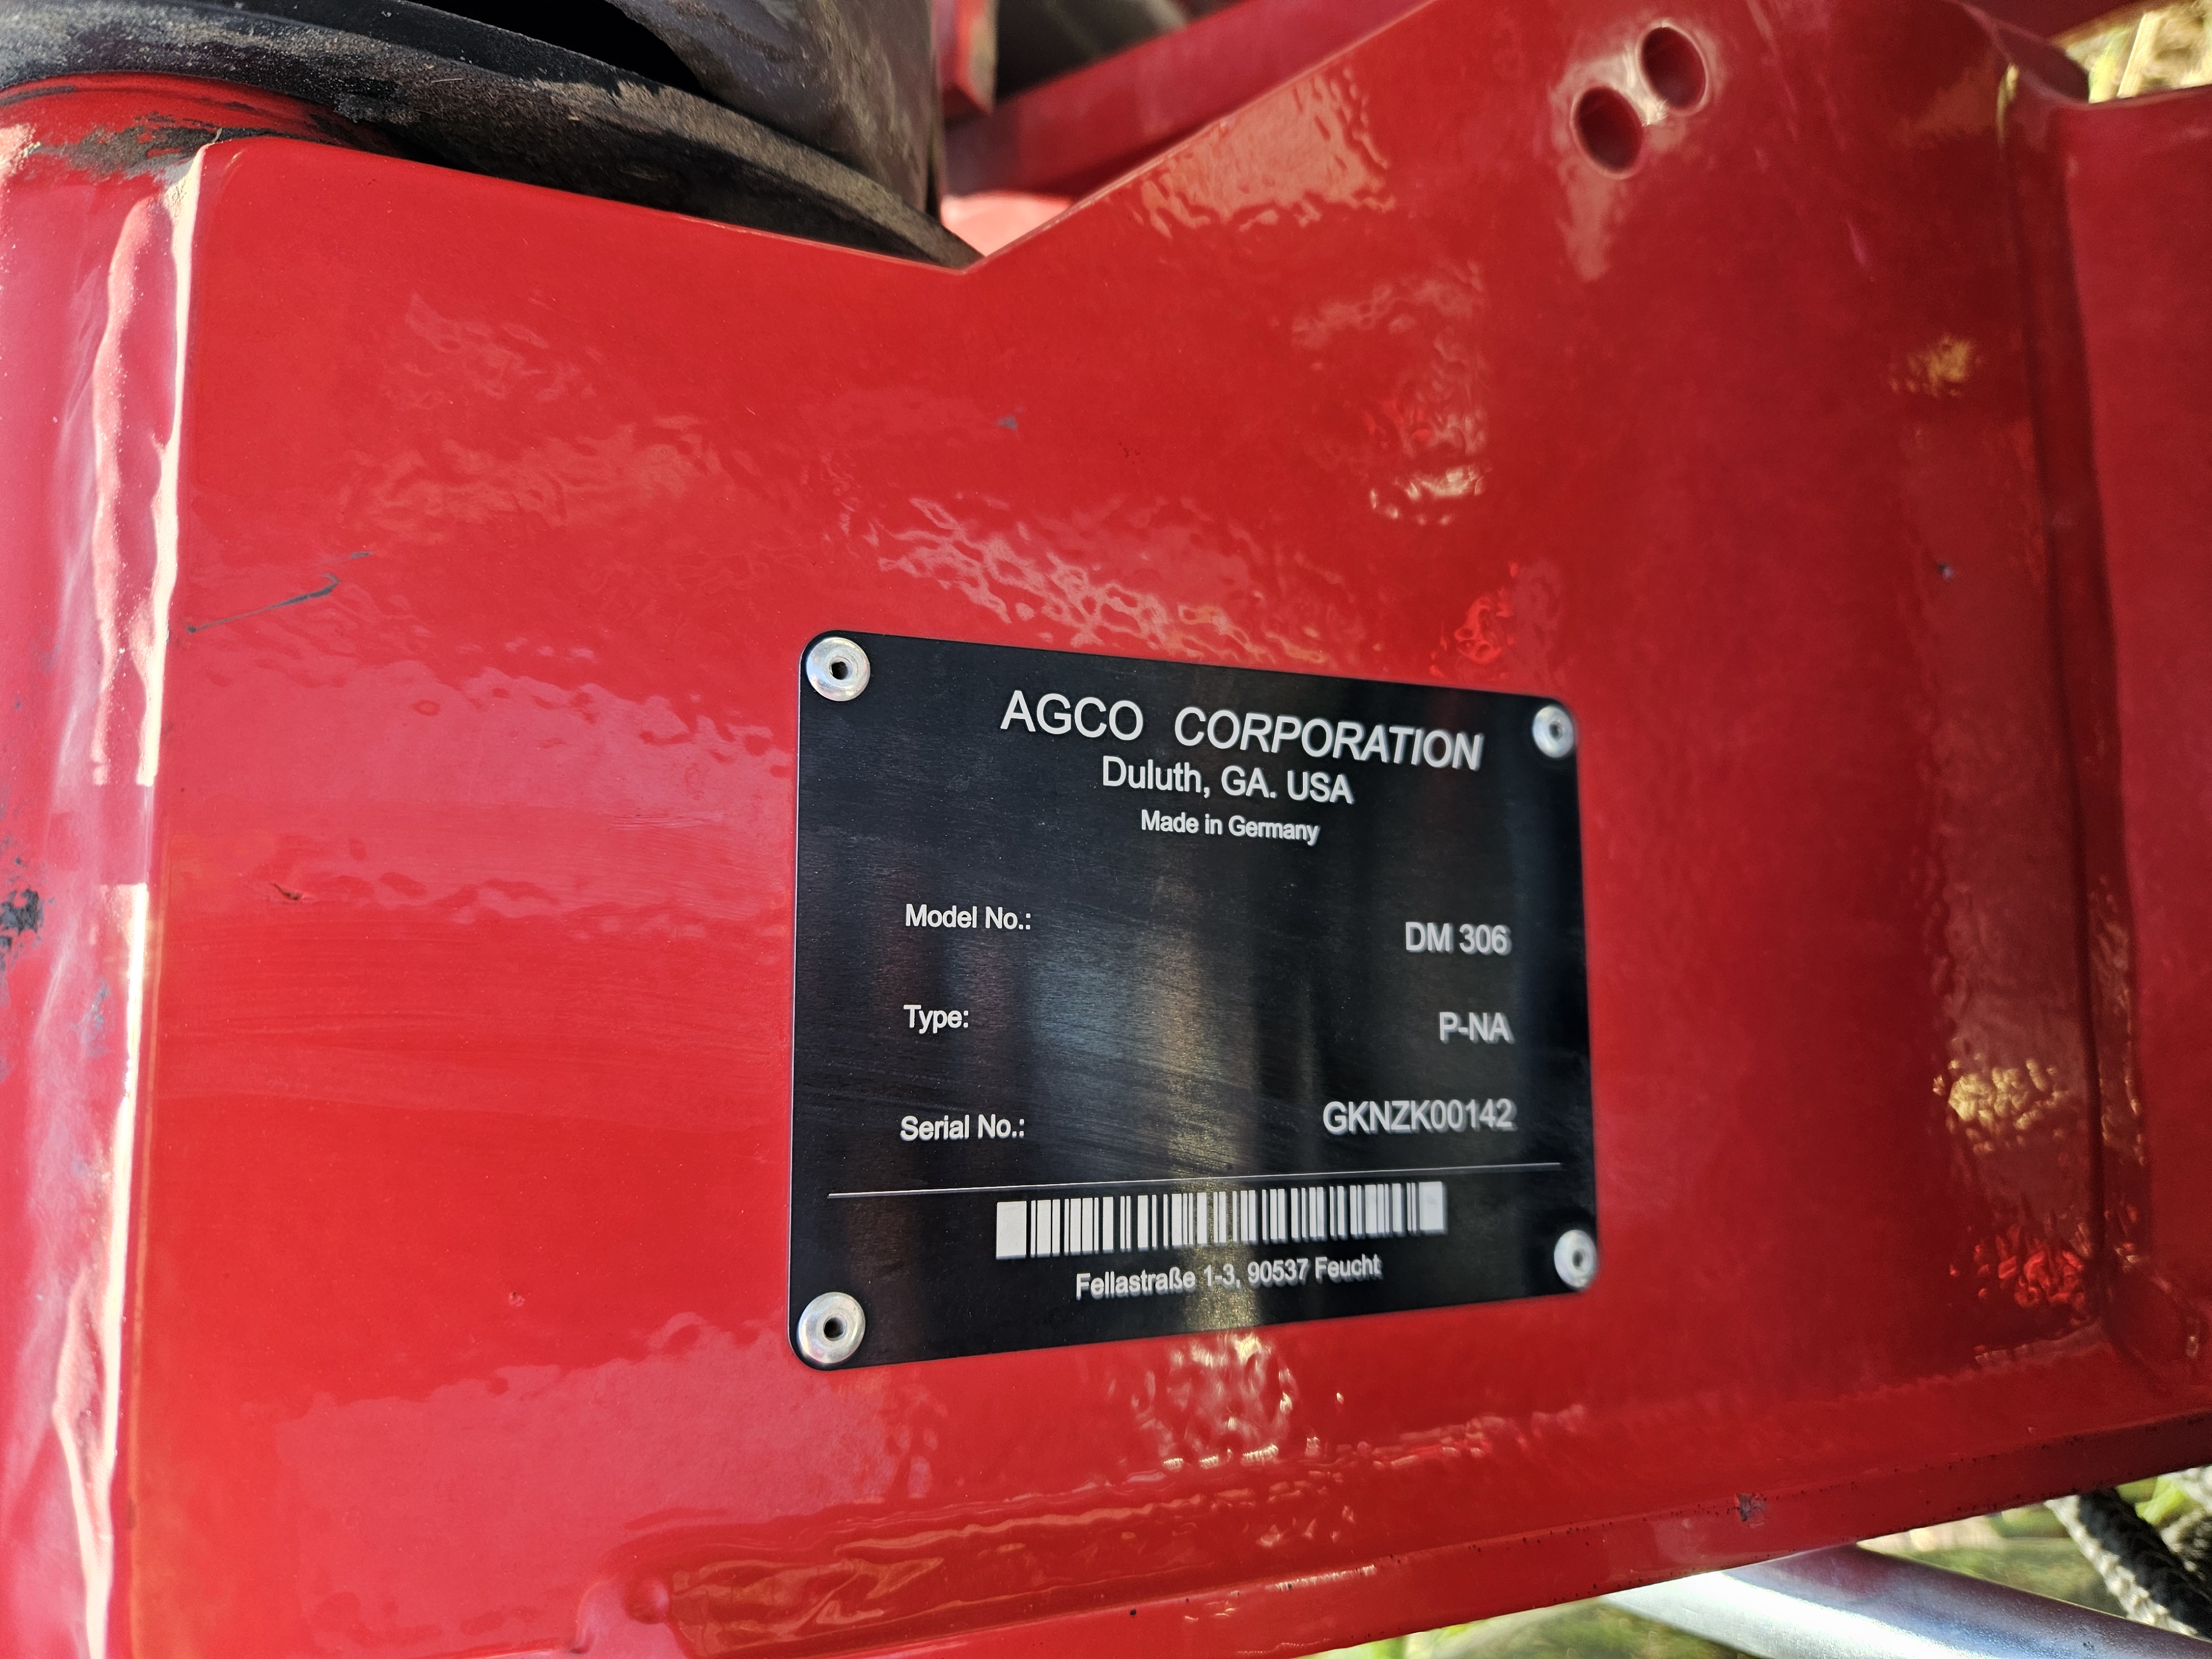 AGCO CORPORATION
Duluth, GA. USA
Made in Germany
Model No.: DM 306
Type: P-NA
Serial No.: GKNZK00142
Fellastraße 1-3, 90537 Feucht